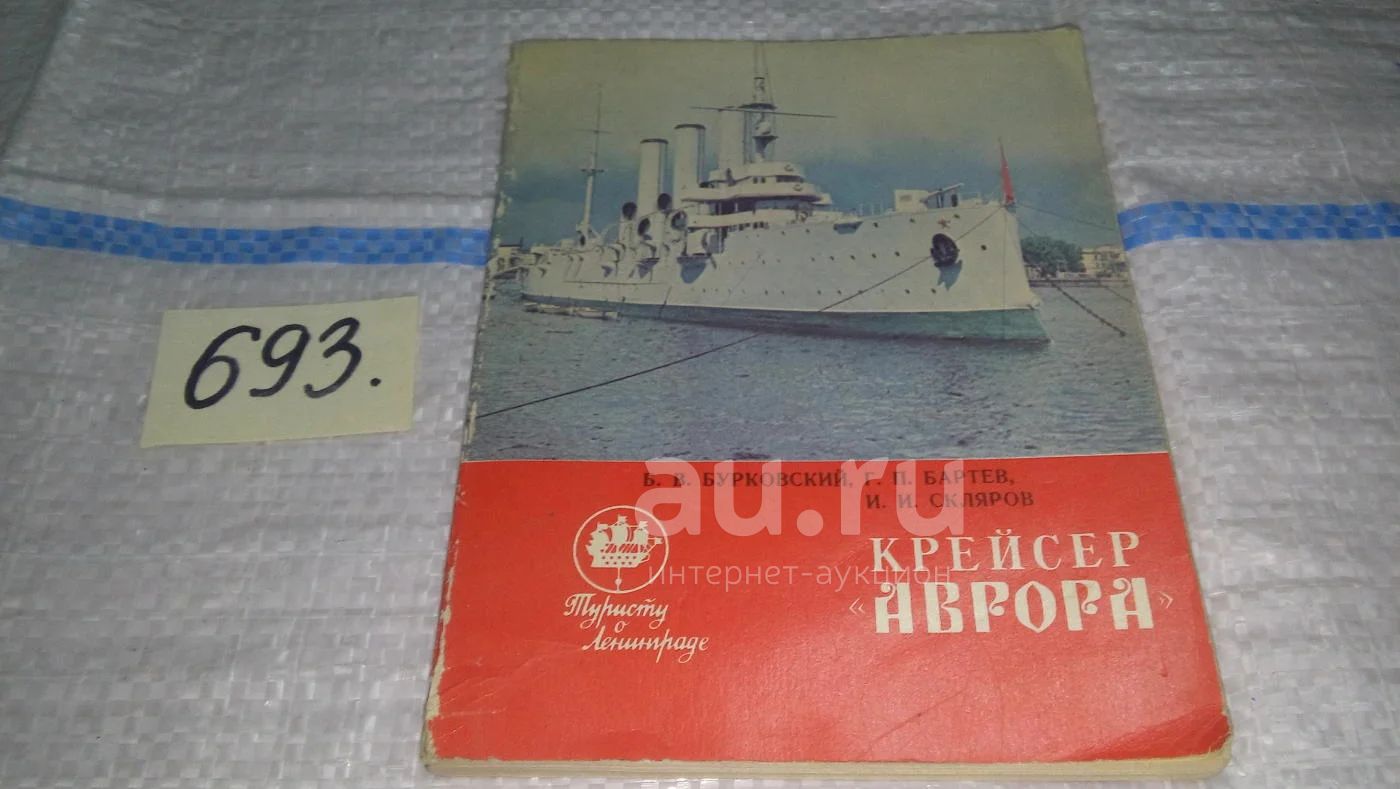 693.
Б. В. БУРКОВСКИЙ, Г. П. БАРТЕВ,
И. И. СКЛЯРОВ
au.ru
интернет-аукцион
КРЕЙСЕР
«АВРОРА»
Туристу
о
Ленинграде